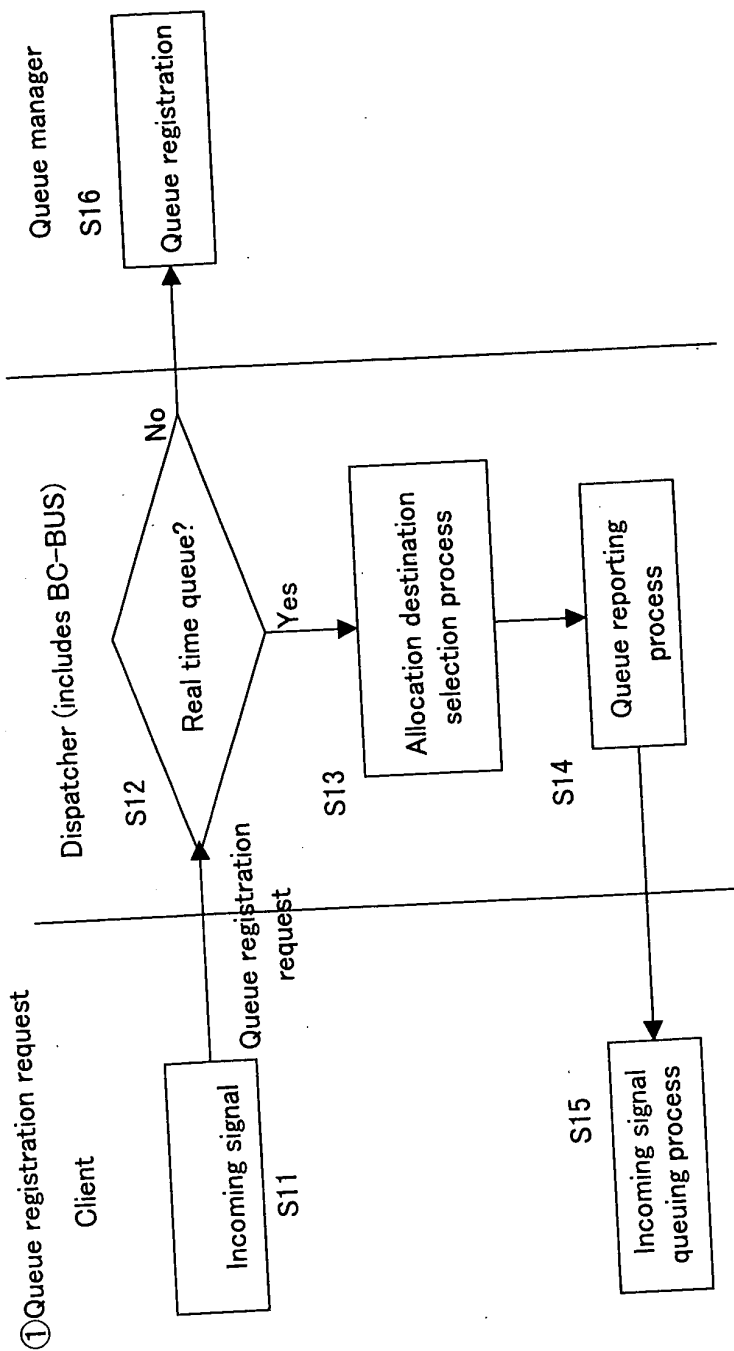 ①Queue registration request
Client
Dispatcher (includes BC-BUS)
Queue manager
S11
Incoming signal
Queue registration
request
S12
Real time queue?
No
Yes
S16
Queue registration
S13
Allocation destination
selection process
S14
Queue reporting
process
S15
Incoming signal
queuing process